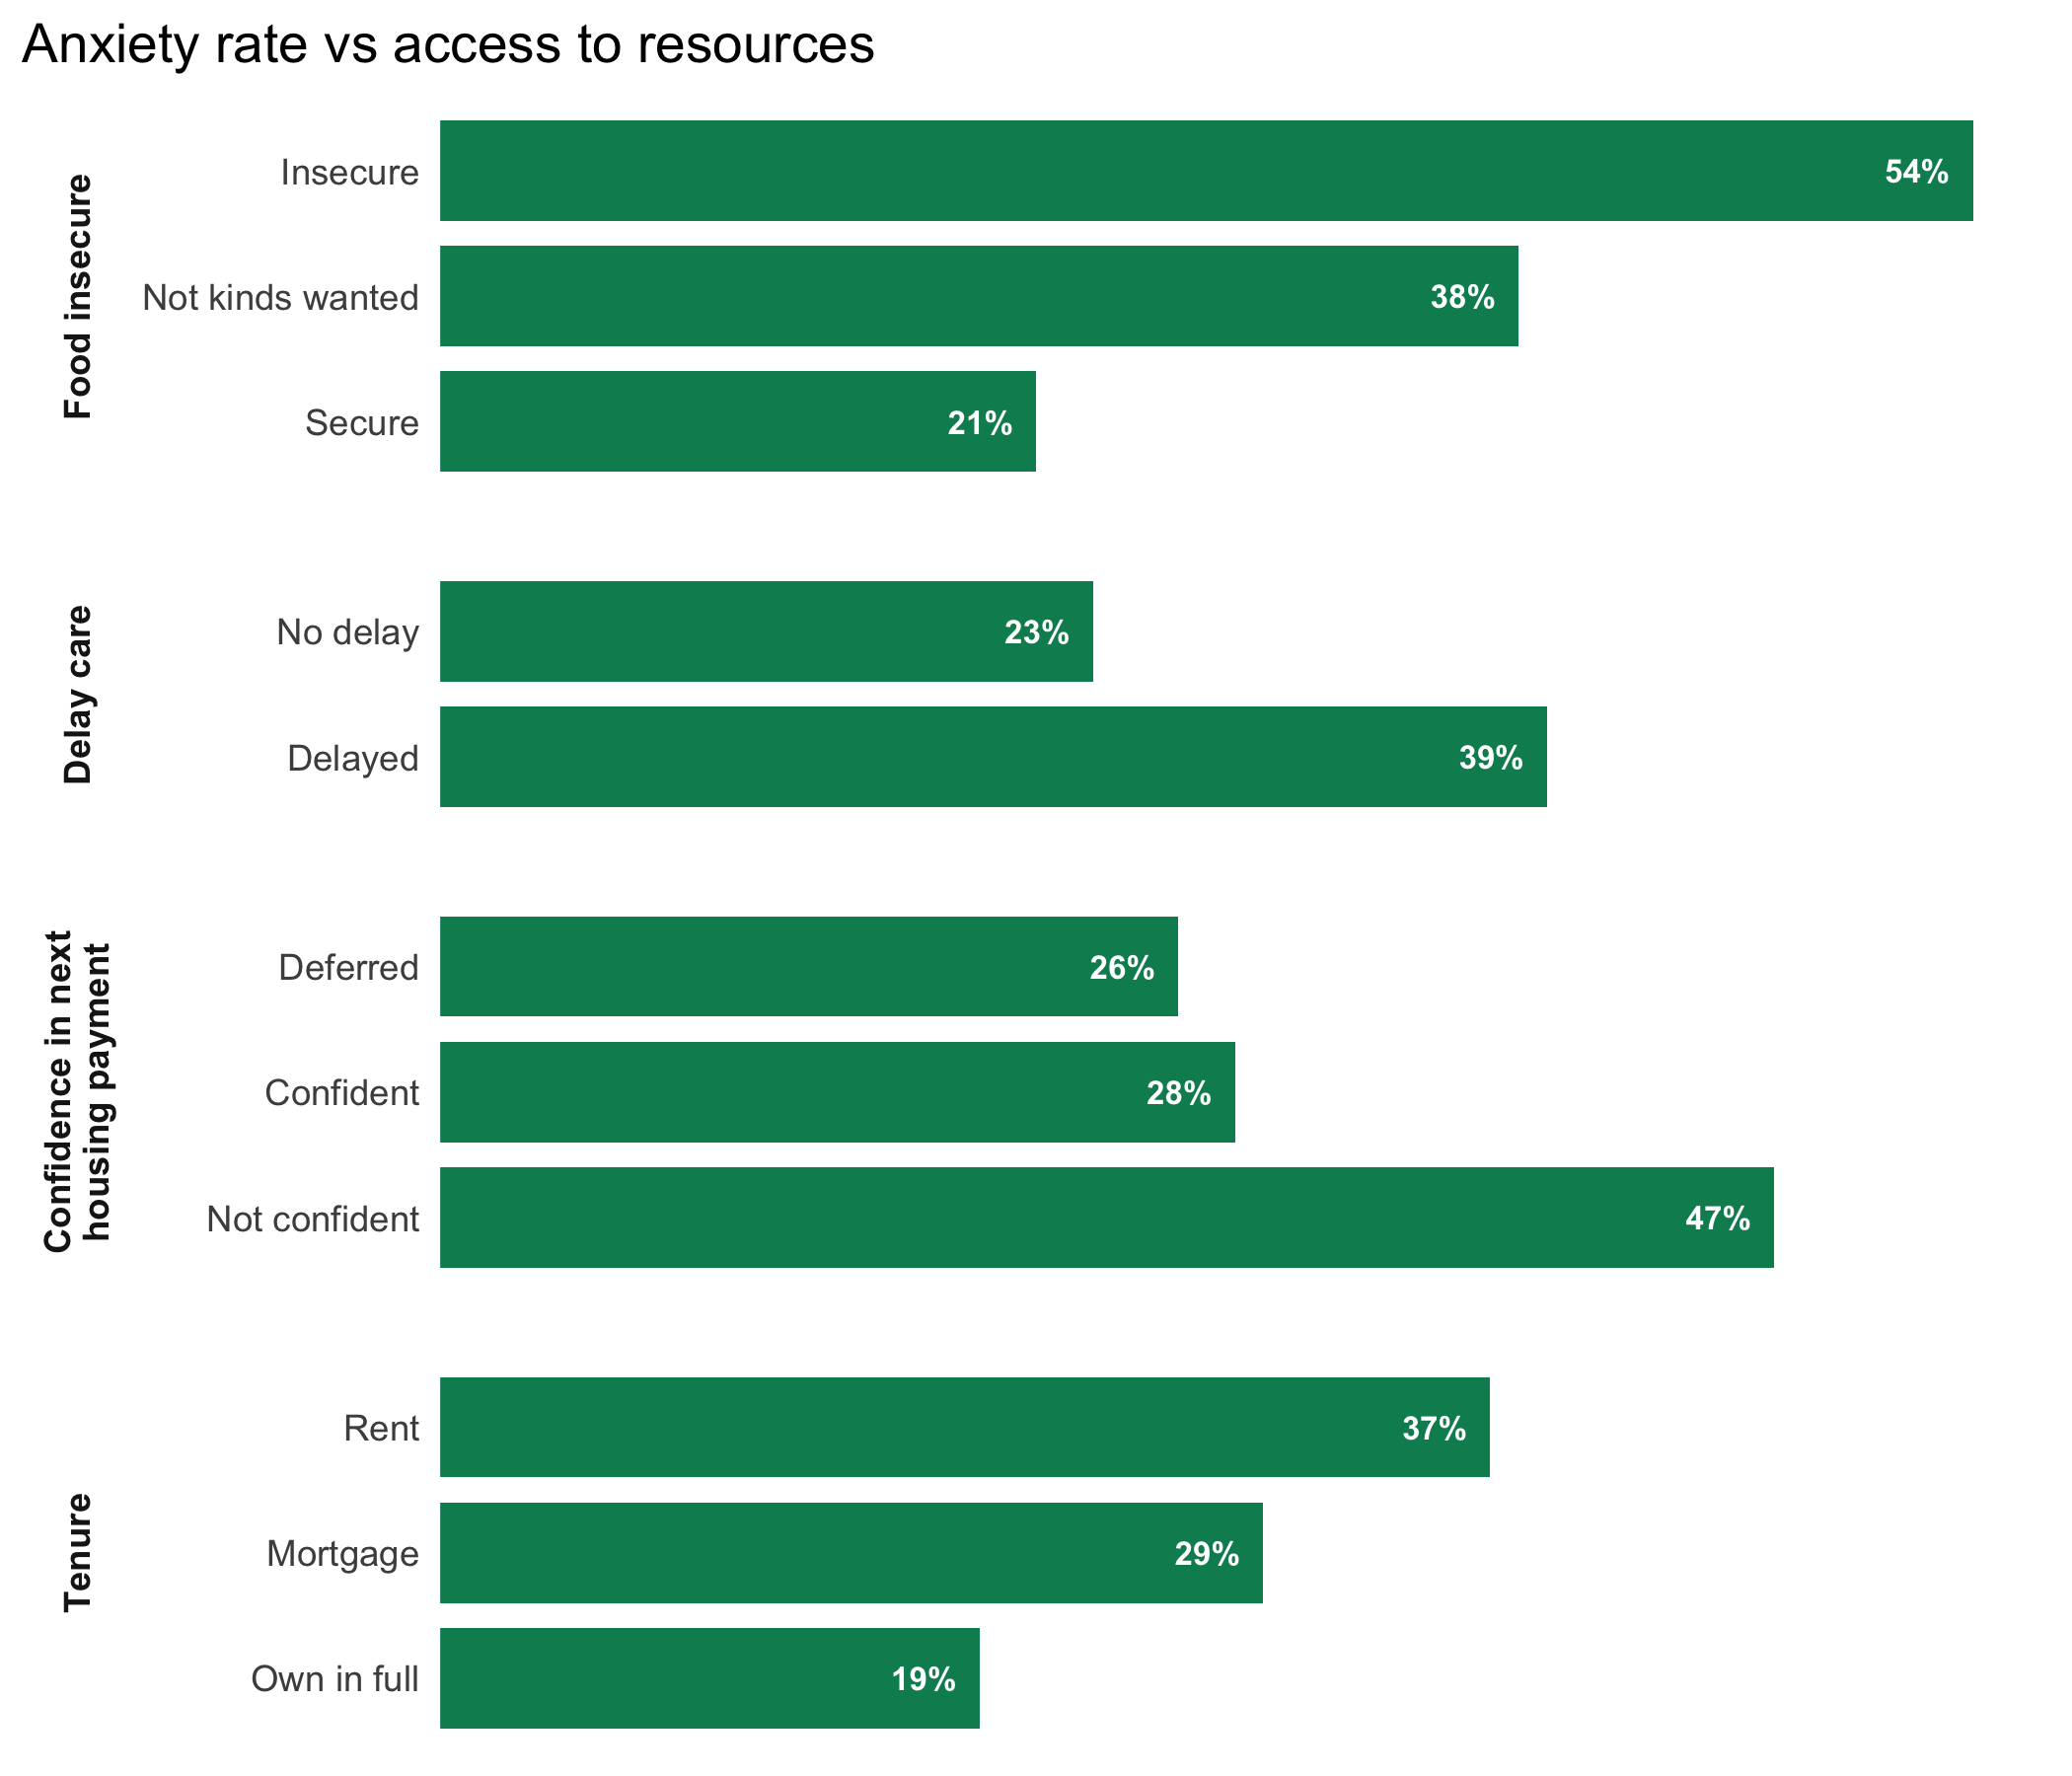 Anxiety rate vs access to resources
Food insecure
Insecure
54%
Not kinds wanted
38%
Secure
21%
Delay care
No delay
23%
Delayed
39%
Confidence in next
housing payment
Deferred
26%
Confident
28%
Not confident
47%
Tenure
Rent
37%
Mortgage
29%
Own in full
19%